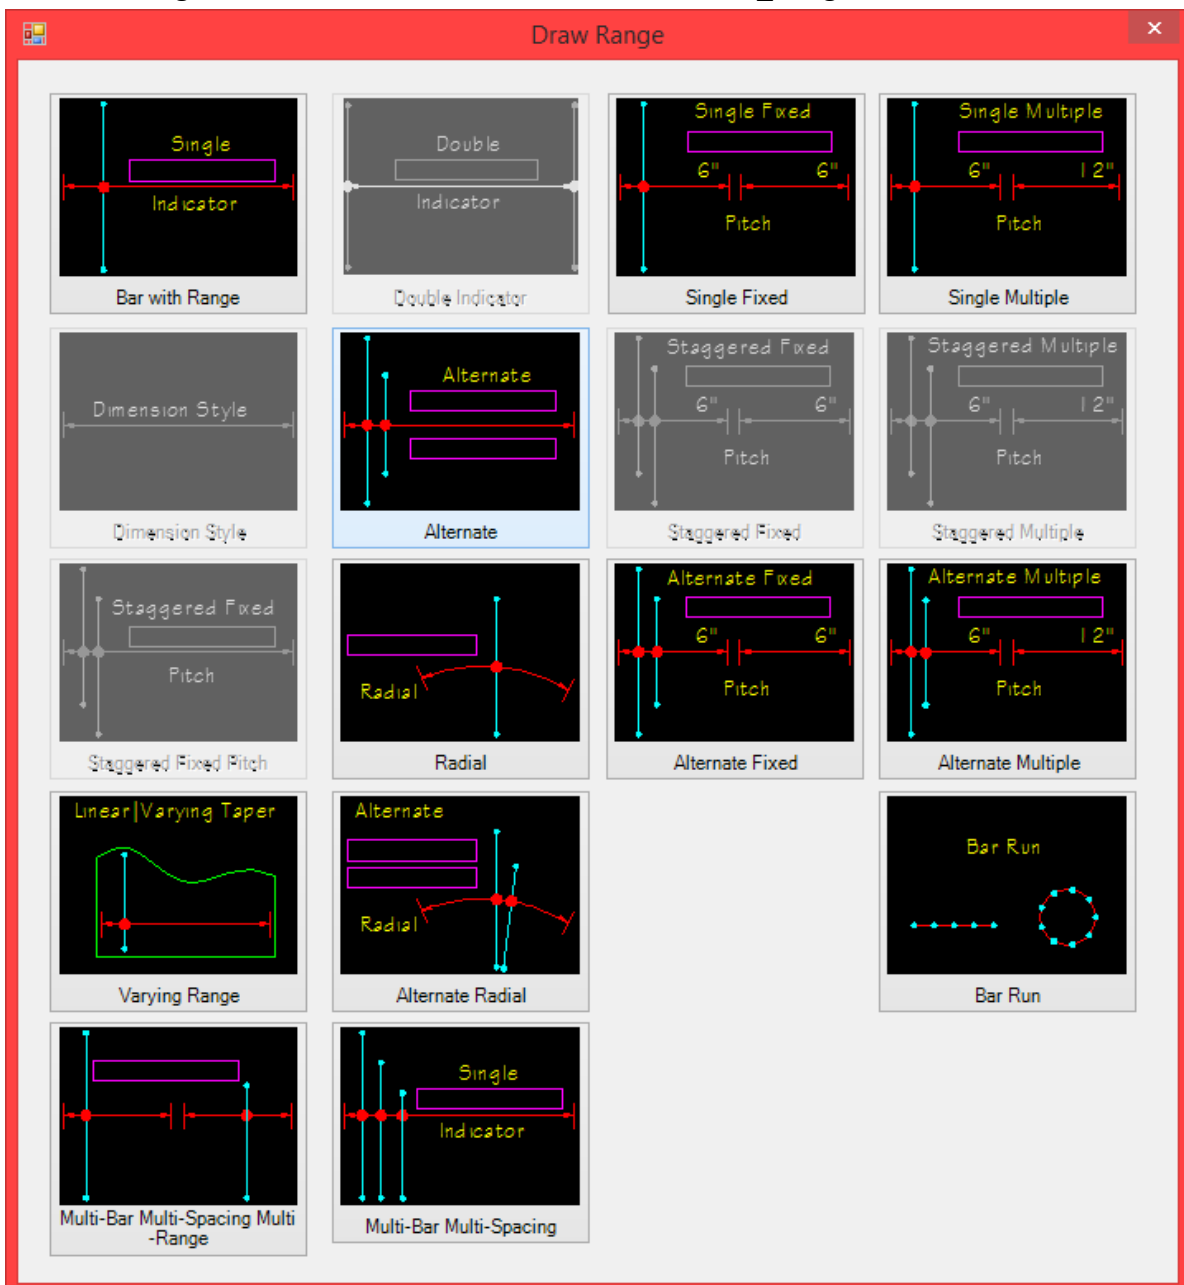 Draw Range
Single
Indicator
Bar with Range
Double
Indicator
Double Indicator
Single Fixed
6" 6"
Pitch
Single Fixed
Single Multiple
6" 12"
Pitch
Single Multiple
Dimension Style
Dimension Style
Alternate
Alternate
Staggered Fixed
6" 6"
Pitch
Staggered Fixed
Staggered Multiple
6" 12"
Pitch
Staggered Multiple
Staggered Fixed
Pitch
Staggered Fixed Pitch
Radial
Radial
Alternate Fixed
6" 6"
Pitch
Alternate Fixed
Alternate Multiple
6" 12"
Pitch
Alternate Multiple
Linear|Varying Taper
Varying Range
Alternate
Radial
Alternate Radial
Bar Run
Bar Run
Multi-Bar Multi-Spacing Multi
-Range
Single
Indicator
Multi-Bar Multi-Spacing